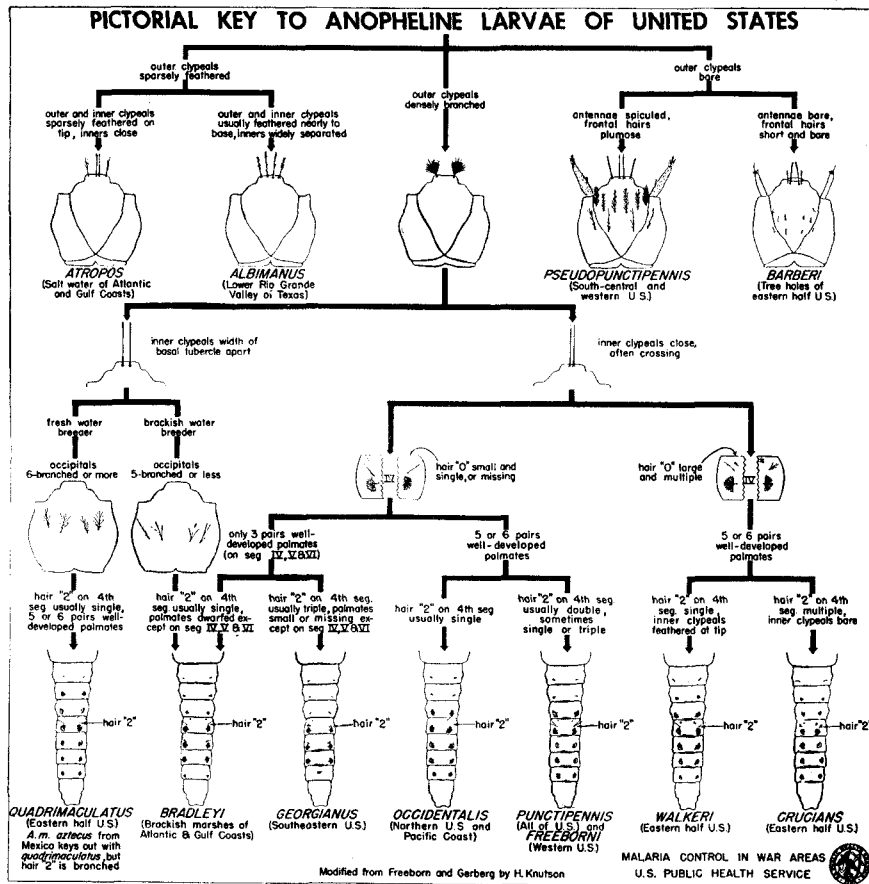 PICTORIAL KEY TO ANOPHELINE LARVAE OF UNITED STATES
outer clypeals
sparsely feathered
outer clypeals
densely branched
outer clypeals
bare
outer and inner clypeals
sparsely feathered on
tip, inners close
outer and inner clypeals
usually feathered nearly to
base, inners widely separated
antennae spiculed,
frontal hairs
plumose
antennae bare,
frontal hairs
short and bare
ATROPOS
(Salt water of Atlantic
and Gulf Coasts)
ALBIMANUS
(Lower Rio Grande
Valley of Texas)
PSEUDOPUNCTIPENNIS
(South-central and
western U.S.)
BARBERI
(Tree holes of
eastern half U.S.)
inner clypeals width of
basal tubercle apart
inner clypeals close,
often crossing
fresh water
breeder
brackish water
breeder
occipitals
6-branched or more
occipitals
5-branched or less
IV
hair "O" small and
single, or missing
hair "O" large
and multiple
IV
only 3 pairs well-
developed palmates
(on seg IV, V & VI)
5 or 6 pairs
well-developed
palmates
5 or 6 pairs
well-developed
palmates
hair "2" on 4th
seg. usually single,
5 or 6 pairs well-
developed palmates
hair "2" on 4th
seg. usually single,
palmates dwarfed ex-
cept on seg IV, V & VI
hair "2" on 4th seg.
usually triple, palmates
small or missing ex-
cept on seg IV, V & VI
hair "2" on 4th seg
usually single
hair "2" on 4th seg
usually double,
sometimes
single or triple
hair "2" on 4th
seg. single,
inner clypeals
feathered at tip
hair "2" on 4th
seg. multiple,
inner clypeals bare
hair "2"
hair "2"
hair "2"
hair "2"
hair "2"
hair "2"
hair "2"
QUADRIMACULATUS
(Eastern half U.S.)
A.m. aztecus from
Mexico keys out with
quadrimaculatus, but
hair "2" is branched
BRADLEYI
(Brackish marshes of
Atlantic & Gulf Coasts)
GEORGIANUS
(Southeastern U.S.)
OCCIDENTALIS
(Northern U.S. and
Pacific Coast)
PUNCTIPENNIS
(All of U.S.) and
FREEBORNI
(Western U.S.)
WALKERI
(Eastern half U.S.)
CRUCIANS
(Eastern half U.S.)
Modified from Freeborn and Gerberg by H. Knutson
MALARIA CONTROL IN WAR AREAS
U.S. PUBLIC HEALTH SERVICE